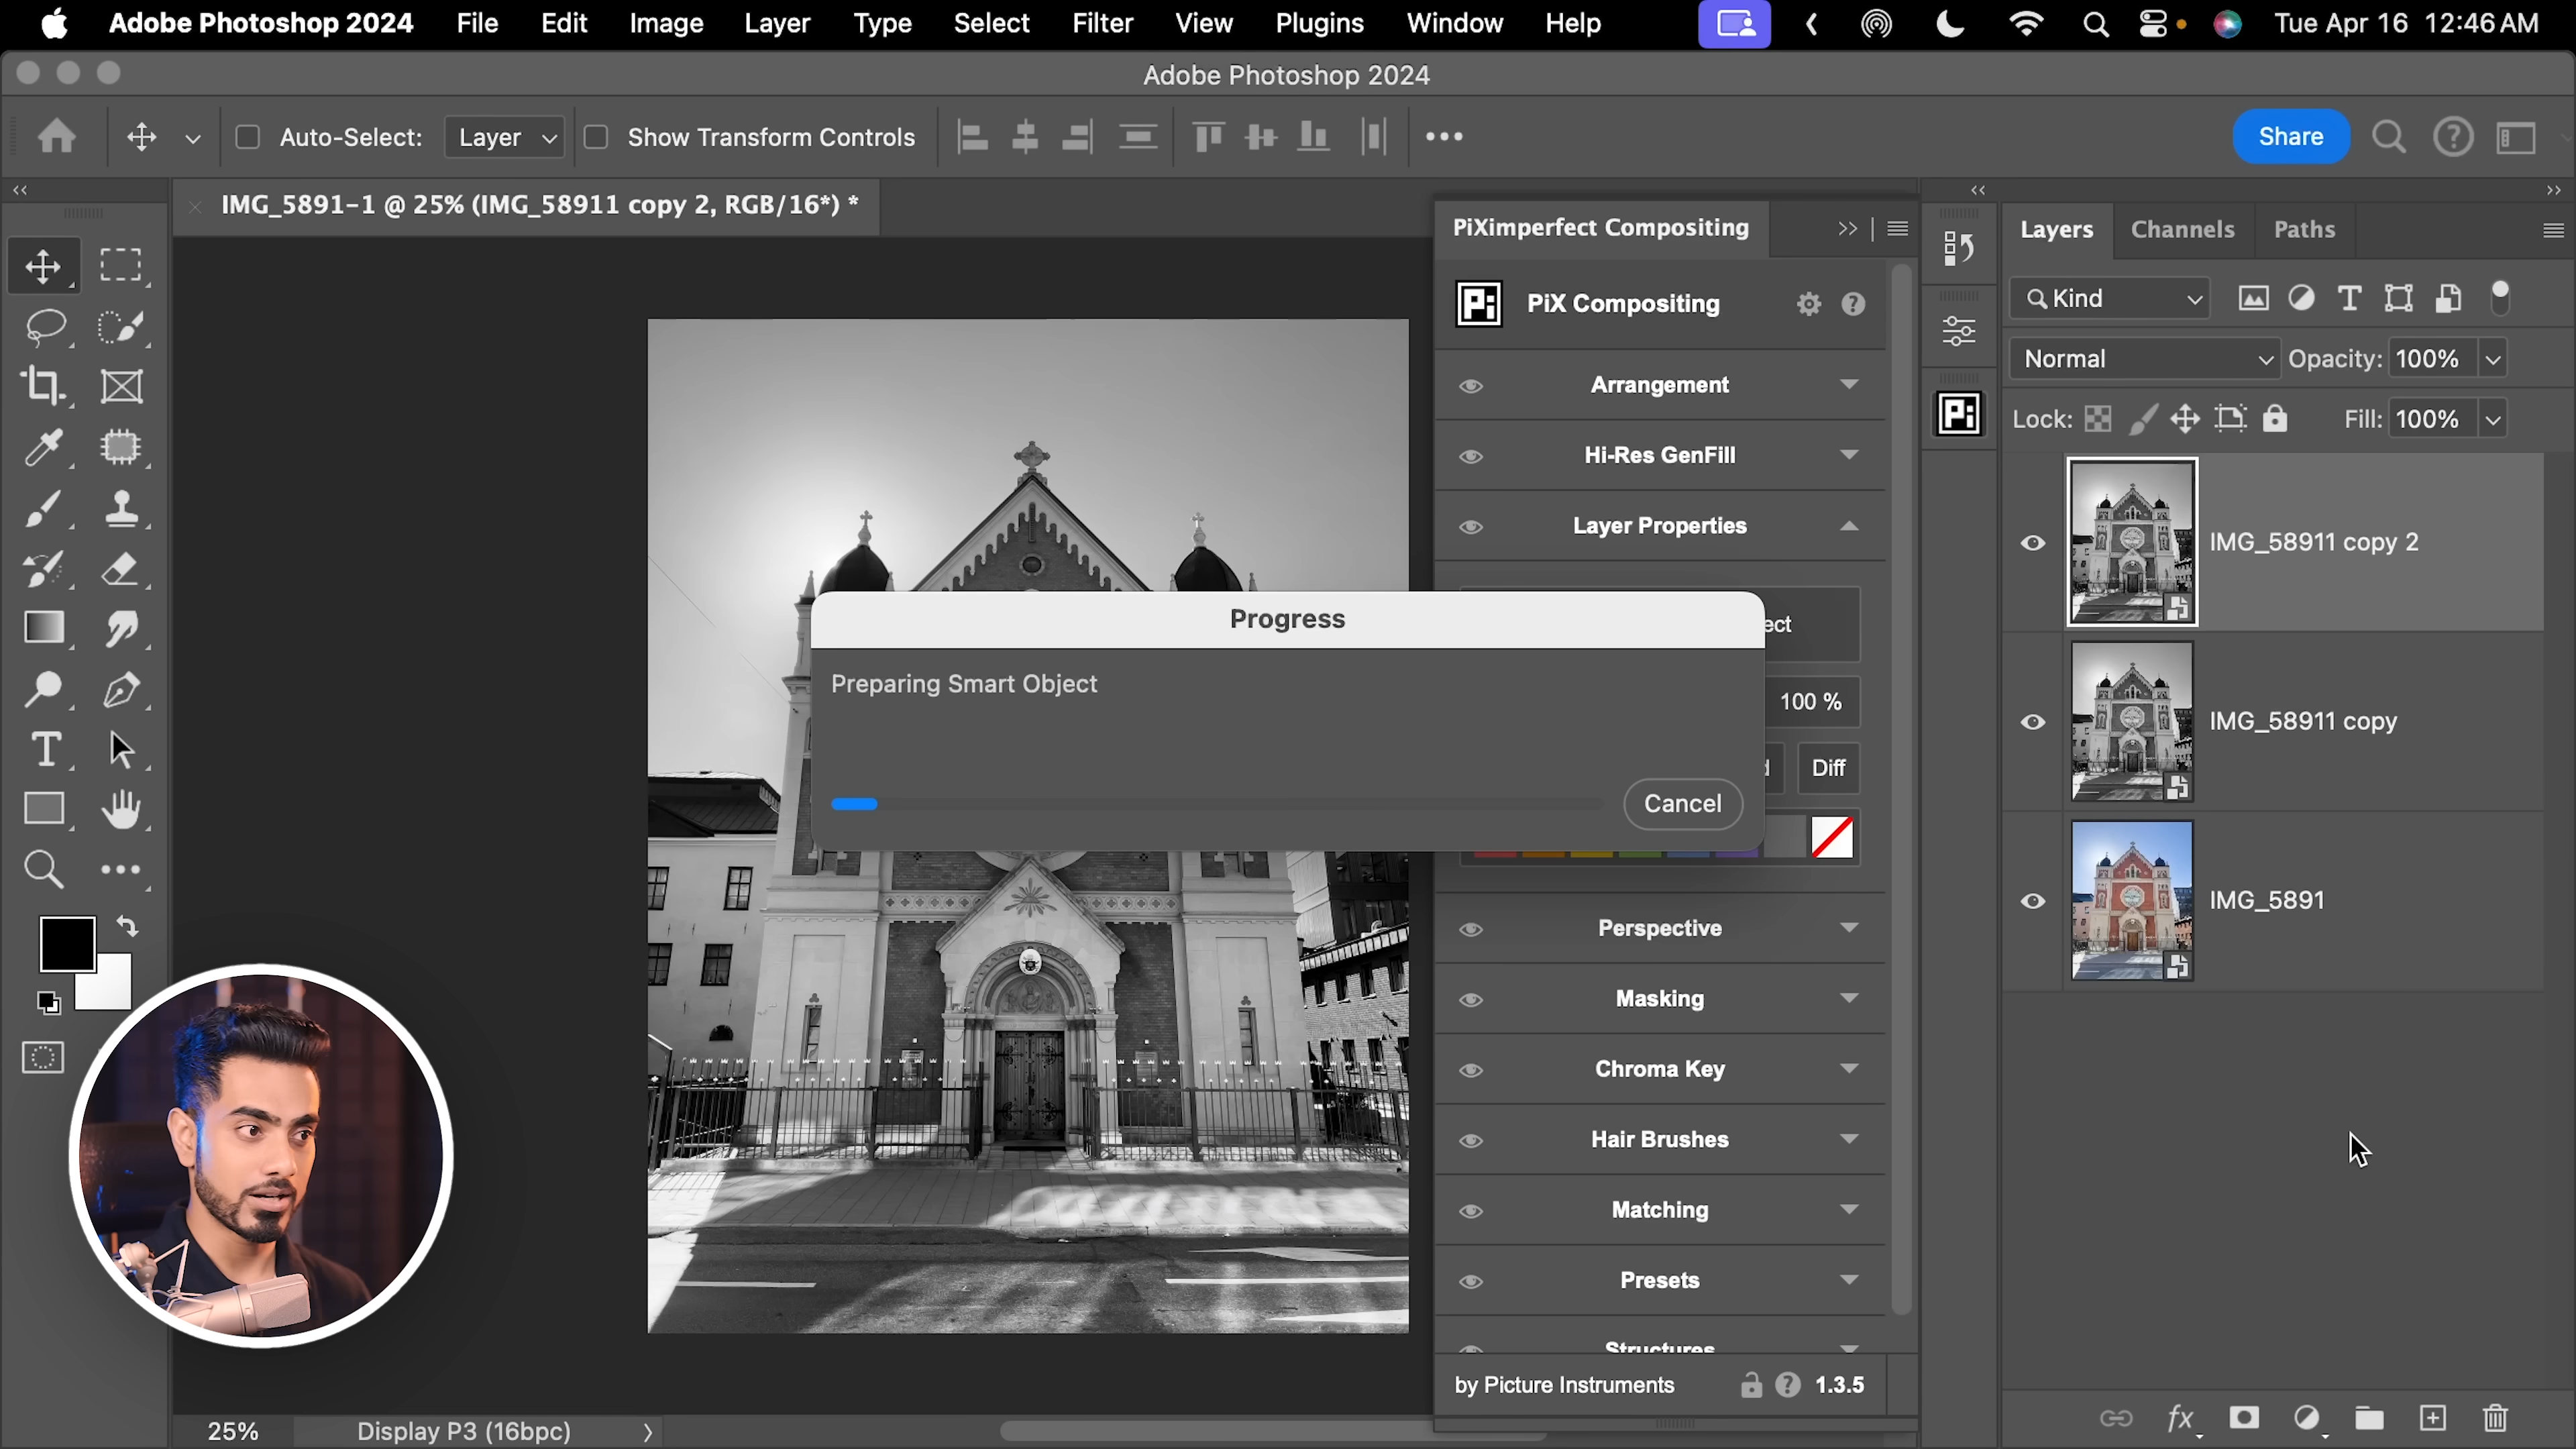 Adobe Photoshop 2024 File Edit Image Layer Type Select Filter View Plugins Window Help Tue Apr 16 12:46 AM
Adobe Photoshop 2024
Auto-Select: Layer Show Transform Controls Share
IMG_5891-1 @ 25% (IMG_58911 copy 2, RGB/16*) *
PiXimperfect Compositing
Pi PiX Compositing
Arrangement
Hi-Res GenFill
Layer Properties
ect
100 %
Diff
Progress
Preparing Smart Object
Cancel
Perspective
Masking
Chroma Key
Hair Brushes
Matching
Presets
Structures
by Picture Instruments 1.3.5
Pi
Layers Channels Paths
Kind
Normal Opacity: 100%
Lock: Fill: 100%
IMG_58911 copy 2
IMG_58911 copy
IMG_5891
fx
25% Display P3 (16bpc)